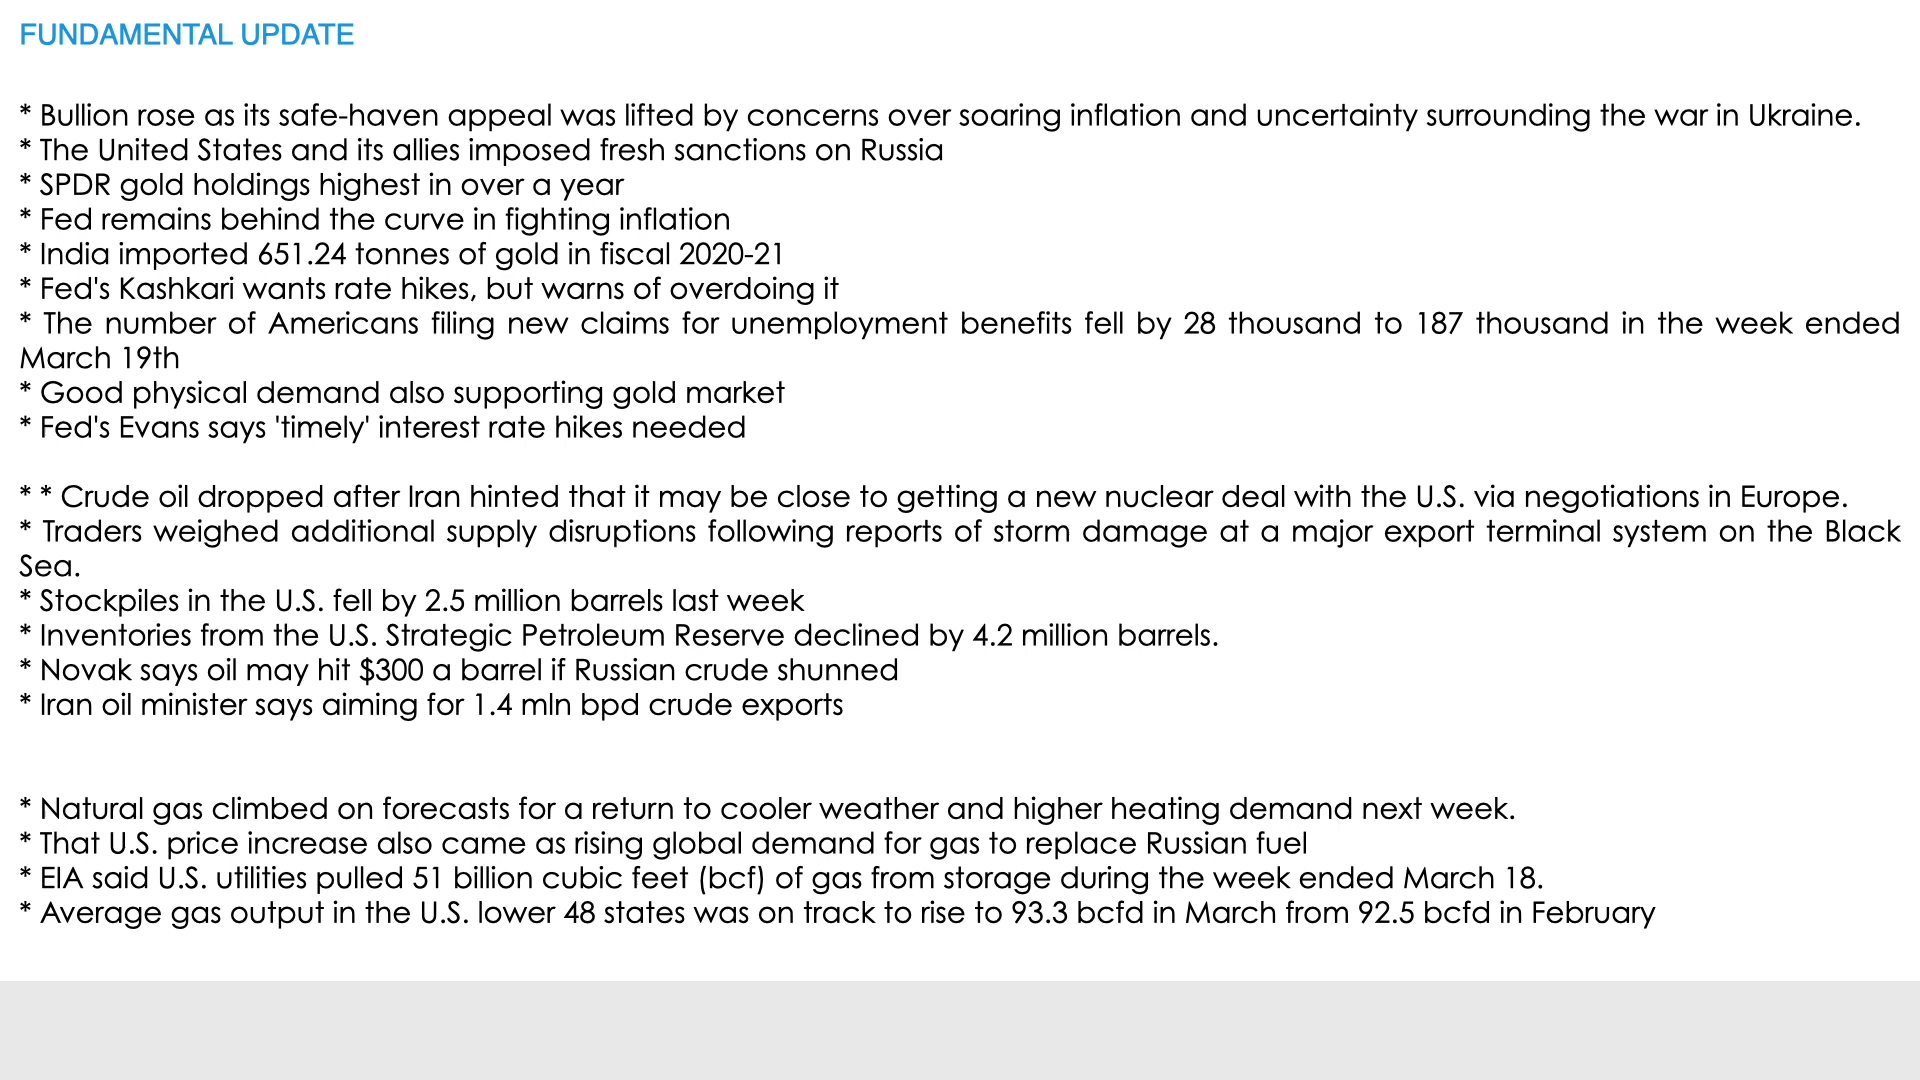 FUNDAMENTAL UPDATE
* Bullion rose as its safe-haven appeal was lifted by concerns over soaring inflation and uncertainty surrounding the war in Ukraine.
* The United States and its allies imposed fresh sanctions on Russia
* SPDR gold holdings highest in over a year
* Fed remains behind the curve in fighting inflation
* India imported 651.24 tonnes of gold in fiscal 2020-21
* Fed's Kashkari wants rate hikes, but warns of overdoing it
* The number of Americans filing new claims for unemployment benefits fell by 28 thousand to 187 thousand in the week ended
March 19th
* Good physical demand also supporting gold market
* Fed's Evans says 'timely' interest rate hikes needed
* * Crude oil dropped after Iran hinted that it may be close to getting a new nuclear deal with the U.S. via negotiations in Europe.
* Traders weighed additional supply disruptions following reports of storm damage at a major export terminal system on the Black
Sea.
* Stockpiles in the U.S. fell by 2.5 million barrels last week
* Inventories from the U.S. Strategic Petroleum Reserve declined by 4.2 million barrels.
* Novak says oil may hit $300 a barrel if Russian crude shunned
* Iran oil minister says aiming for 1.4 mln bpd crude exports
* Natural gas climbed on forecasts for a return to cooler weather and higher heating demand next week.
* That U.S. price increase also came as rising global demand for gas to replace Russian fuel
* EIA said U.S. utilities pulled 51 billion cubic feet (bcf) of gas from storage during the week ended March 18.
* Average gas output in the U.S. lower 48 states was on track to rise to 93.3 bcfd in March from 92.5 bcfd in February